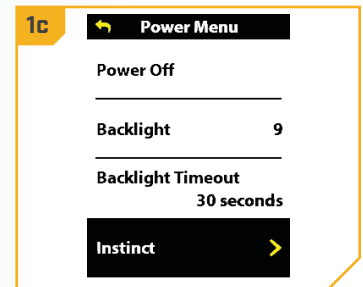 1c
Power Menu
Power Off
Backlight 9
Backlight Timeout
30 seconds
Instinct